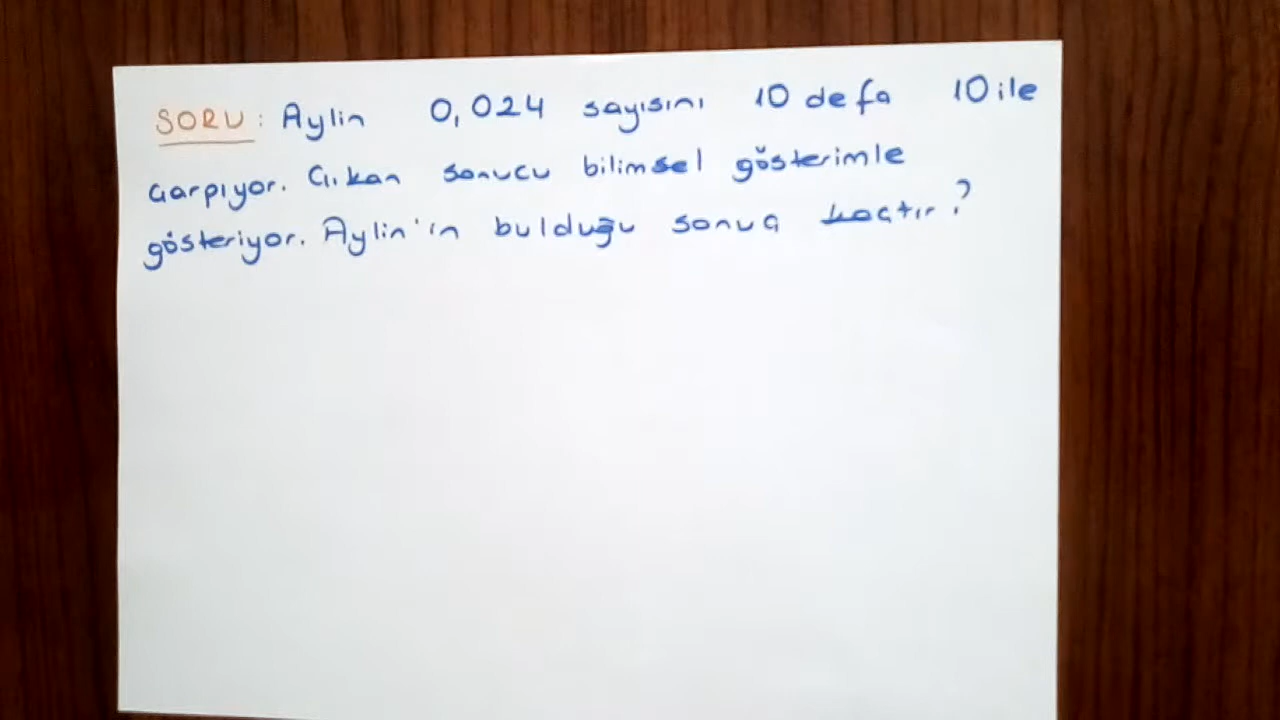 SORU: Aylin 0,024 sayısını 10 defa 10 ile
çarpıyor. Çıkan sonucu bilimsel gösterimle
gösteriyor. Aylin'in bulduğu sonuç kaçtır?